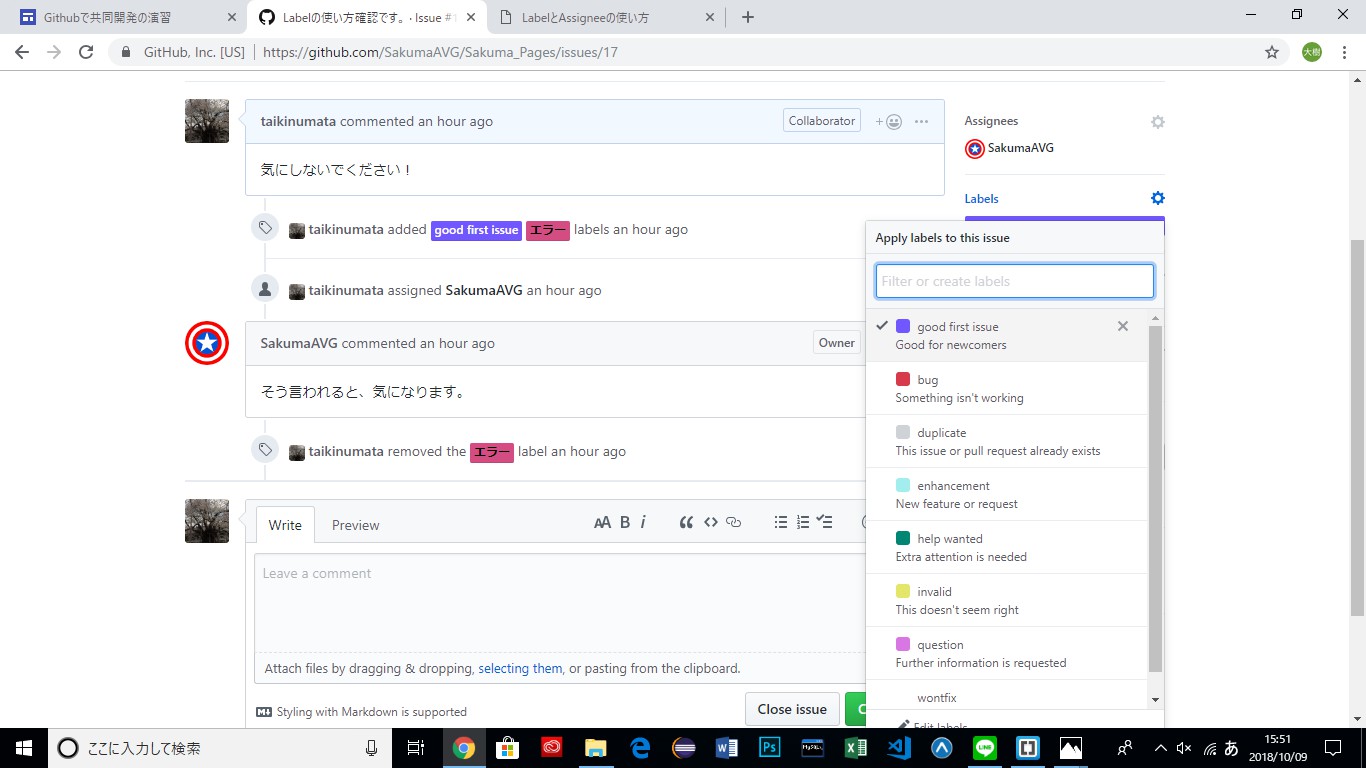 Githubで共同開発の演習
Labelの使い方確認です。· Issue #1
LabelとAssigneeの使い方
GitHub, Inc. [US]
https://github.com/SakumaAVG/Sakuma_Pages/issues/17
大樹
taikinumata commented an hour ago
Collaborator
気にしないでください！
Assignees
SakumaAVG
Labels
taikinumata added good first issue エラー labels an hour ago
taikinumata assigned SakumaAVG an hour ago
SakumaAVG commented an hour ago
Owner
そう言われると、気になります。
taikinumata removed the エラー label an hour ago
Apply labels to this issue
Filter or create labels
good first issue
Good for newcomers
bug
Something isn't working
duplicate
This issue or pull request already exists
enhancement
New feature or request
help wanted
Extra attention is needed
invalid
This doesn't seem right
question
Further information is requested
wontfix
Edit labels
Write
Preview
Leave a comment
Attach files by dragging & dropping, selecting them, or pasting from the clipboard.
Styling with Markdown is supported
Close issue
C
ここに入力して検索
あ
15:51
2018/10/09